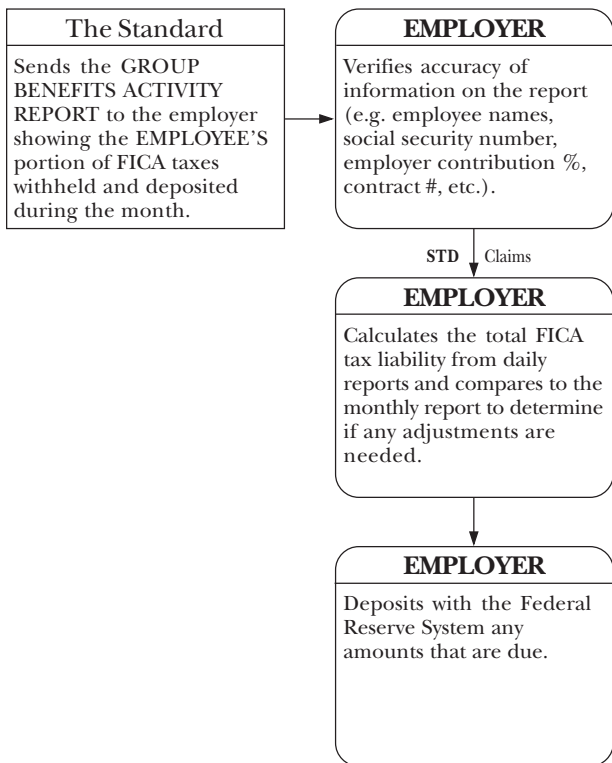 The Standard
Sends the GROUP
BENEFITS ACTIVITY
REPORT to the employer
showing the EMPLOYEE'S
portion of FICA taxes
withheld and deposited
during the month.
EMPLOYER
Verifies accuracy of
information on the report
(e.g. employee names,
social security number,
employer contribution %,
contract #, etc.).
STD Claims
EMPLOYER
Calculates the total FICA
tax liability from daily
reports and compares to
the monthly report to determine
if any adjustments are
needed.
EMPLOYER
Deposits with the Federal
Reserve System any
amounts that are due.